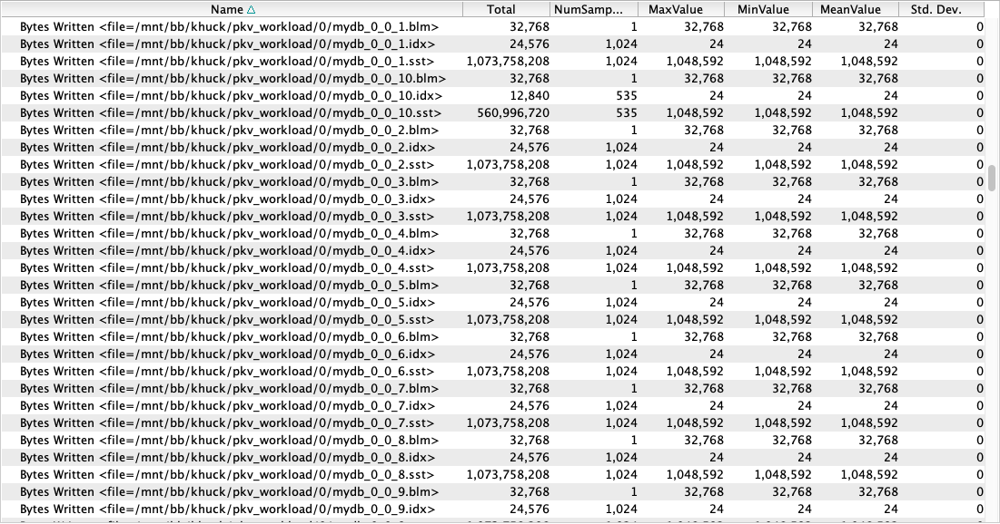 Name Total NumSamp... MaxValue MinValue MeanValue Std. Dev.
Bytes Written <file=/mnt/bb/khuck/pkv_workload/0/mydb_0_0_1.blm> 32,768 1 32,768 32,768 32,768 0
Bytes Written <file=/mnt/bb/khuck/pkv_workload/0/mydb_0_0_1.idx> 24,576 1,024 24 24 24 0
Bytes Written <file=/mnt/bb/khuck/pkv_workload/0/mydb_0_0_1.sst> 1,073,758,208 1,024 1,048,592 1,048,592 1,048,592 0
Bytes Written <file=/mnt/bb/khuck/pkv_workload/0/mydb_0_0_10.blm> 32,768 1 32,768 32,768 32,768 0
Bytes Written <file=/mnt/bb/khuck/pkv_workload/0/mydb_0_0_10.idx> 12,840 535 24 24 24 0
Bytes Written <file=/mnt/bb/khuck/pkv_workload/0/mydb_0_0_10.sst> 560,996,720 535 1,048,592 1,048,592 1,048,592 0
Bytes Written <file=/mnt/bb/khuck/pkv_workload/0/mydb_0_0_2.blm> 32,768 1 32,768 32,768 32,768 0
Bytes Written <file=/mnt/bb/khuck/pkv_workload/0/mydb_0_0_2.idx> 24,576 1,024 24 24 24 0
Bytes Written <file=/mnt/bb/khuck/pkv_workload/0/mydb_0_0_2.sst> 1,073,758,208 1,024 1,048,592 1,048,592 1,048,592 0
Bytes Written <file=/mnt/bb/khuck/pkv_workload/0/mydb_0_0_3.blm> 32,768 1 32,768 32,768 32,768 0
Bytes Written <file=/mnt/bb/khuck/pkv_workload/0/mydb_0_0_3.idx> 24,576 1,024 24 24 24 0
Bytes Written <file=/mnt/bb/khuck/pkv_workload/0/mydb_0_0_3.sst> 1,073,758,208 1,024 1,048,592 1,048,592 1,048,592 0
Bytes Written <file=/mnt/bb/khuck/pkv_workload/0/mydb_0_0_4.blm> 32,768 1 32,768 32,768 32,768 0
Bytes Written <file=/mnt/bb/khuck/pkv_workload/0/mydb_0_0_4.idx> 24,576 1,024 24 24 24 0
Bytes Written <file=/mnt/bb/khuck/pkv_workload/0/mydb_0_0_4.sst> 1,073,758,208 1,024 1,048,592 1,048,592 1,048,592 0
Bytes Written <file=/mnt/bb/khuck/pkv_workload/0/mydb_0_0_5.blm> 32,768 1 32,768 32,768 32,768 0
Bytes Written <file=/mnt/bb/khuck/pkv_workload/0/mydb_0_0_5.idx> 24,576 1,024 24 24 24 0
Bytes Written <file=/mnt/bb/khuck/pkv_workload/0/mydb_0_0_5.sst> 1,073,758,208 1,024 1,048,592 1,048,592 1,048,592 0
Bytes Written <file=/mnt/bb/khuck/pkv_workload/0/mydb_0_0_6.blm> 32,768 1 32,768 32,768 32,768 0
Bytes Written <file=/mnt/bb/khuck/pkv_workload/0/mydb_0_0_6.idx> 24,576 1,024 24 24 24 0
Bytes Written <file=/mnt/bb/khuck/pkv_workload/0/mydb_0_0_6.sst> 1,073,758,208 1,024 1,048,592 1,048,592 1,048,592 0
Bytes Written <file=/mnt/bb/khuck/pkv_workload/0/mydb_0_0_7.blm> 32,768 1 32,768 32,768 32,768 0
Bytes Written <file=/mnt/bb/khuck/pkv_workload/0/mydb_0_0_7.idx> 24,576 1,024 24 24 24 0
Bytes Written <file=/mnt/bb/khuck/pkv_workload/0/mydb_0_0_7.sst> 1,073,758,208 1,024 1,048,592 1,048,592 1,048,592 0
Bytes Written <file=/mnt/bb/khuck/pkv_workload/0/mydb_0_0_8.blm> 32,768 1 32,768 32,768 32,768 0
Bytes Written <file=/mnt/bb/khuck/pkv_workload/0/mydb_0_0_8.idx> 24,576 1,024 24 24 24 0
Bytes Written <file=/mnt/bb/khuck/pkv_workload/0/mydb_0_0_8.sst> 1,073,758,208 1,024 1,048,592 1,048,592 1,048,592 0
Bytes Written <file=/mnt/bb/khuck/pkv_workload/0/mydb_0_0_9.blm> 32,768 1 32,768 32,768 32,768 0
Bytes Written <file=/mnt/bb/khuck/pkv_workload/0/mydb_0_0_9.idx> 24,576 1,024 24 24 24 0